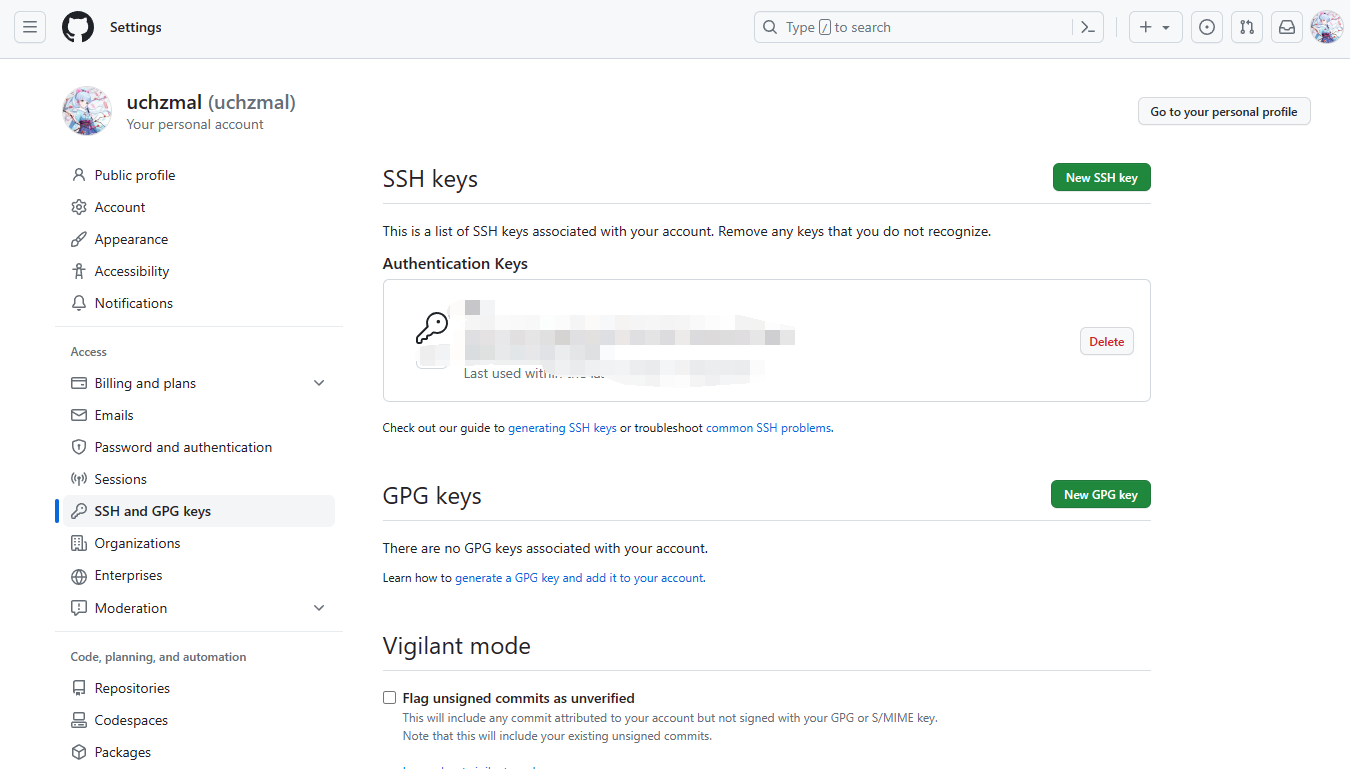 Settings
Type / to search
uchzmal (uchzmal)
Your personal account
Go to your personal profile
Public profile
Account
Appearance
Accessibility
Notifications
Access
Billing and plans
Emails
Password and authentication
Sessions
SSH and GPG keys
Organizations
Enterprises
Moderation
Code, planning, and automation
Repositories
Codespaces
Packages
SSH keys
New SSH key
This is a list of SSH keys associated with your account. Remove any keys that you do not recognize.
Authentication Keys
Last used within
Delete
Check out our guide to generating SSH keys or troubleshoot common SSH problems.
GPG keys
New GPG key
There are no GPG keys associated with your account.
Learn how to generate a GPG key and add it to your account.
Vigilant mode
Flag unsigned commits as unverified
This will include any commit attributed to your account but not signed with your GPG or S/MIME key.
Note that this will include your existing unsigned commits.